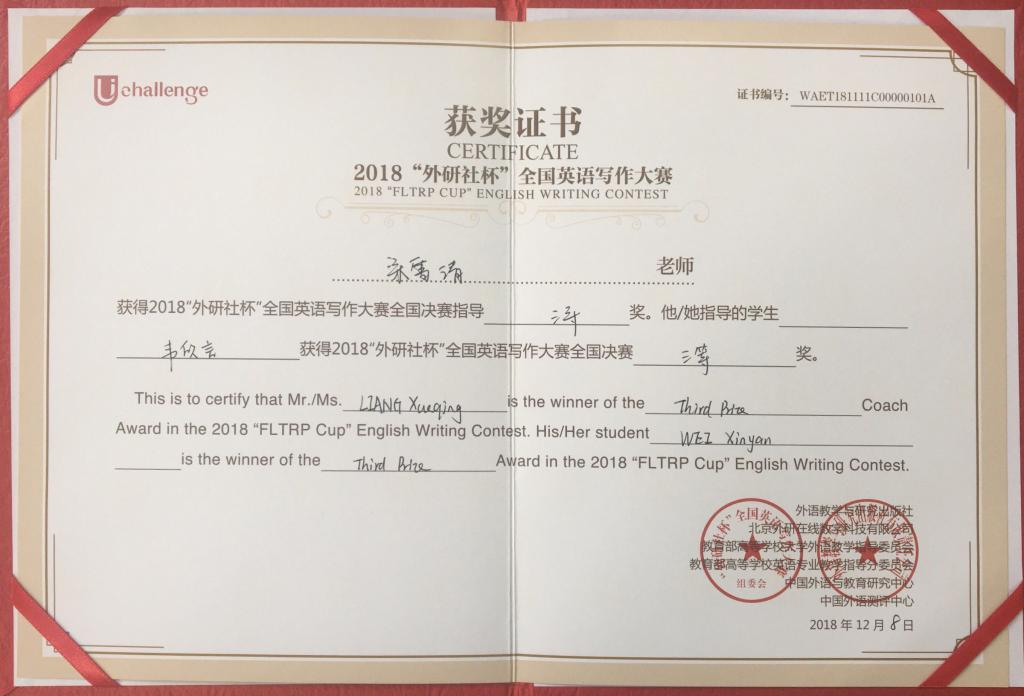 Uchallenge
证书编号： WAET181111C00000101A
获奖证书
CERTIFICATE
2018“外研社杯”全国英语写作大赛
2018 “FLTRP CUP” ENGLISH WRITING CONTEST
梁雪清 老师
获得2018“外研社杯”全国英语写作大赛全国决赛指导 三等 奖。他/她指导的学生
韦欣言 获得2018“外研社杯”全国英语写作大赛全国决赛 三等 奖。
This is to certify that Mr./Ms. LIANG Xueqing is the winner of the Third Prize Coach
Award in the 2018 “FLTRP Cup” English Writing Contest. His/Her student WEI Xinyan
is the winner of the Third Prize Award in the 2018 “FLTRP Cup” English Writing Contest.
外语教学与研究出版社
北京外研在线教学科技有限公司
教育部高等学校大学外语教学指导委员会
教育部高等学校英语专业教学指导分委员会
组委会
中国外语与教育研究中心
中国外语测评中心
2018 年 12 月 8 日